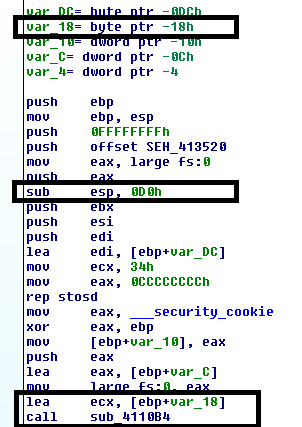 var_DC= byte ptr -0DCh
var_18= byte ptr -18h
var_10= dword ptr -10h
var_C= dword ptr -0Ch
var_4= dword ptr -4
push ebp
mov ebp, esp
push 0FFFFFFFFh
push offset SEH_413520
mov eax, large fs:0
push eax
sub esp, 0D0h
push ebx
push esi
push edi
lea edi, [ebp+var_DC]
mov ecx, 34h
mov eax, 0CCCCCCCCh
rep stosd
mov eax, ___security_cookie
xor eax, ebp
mov [ebp+var_10], eax
push eax
lea eax, [ebp+var_C]
mov large fs:0, eax
lea ecx, [ebp+var_18]
call sub_4110B4